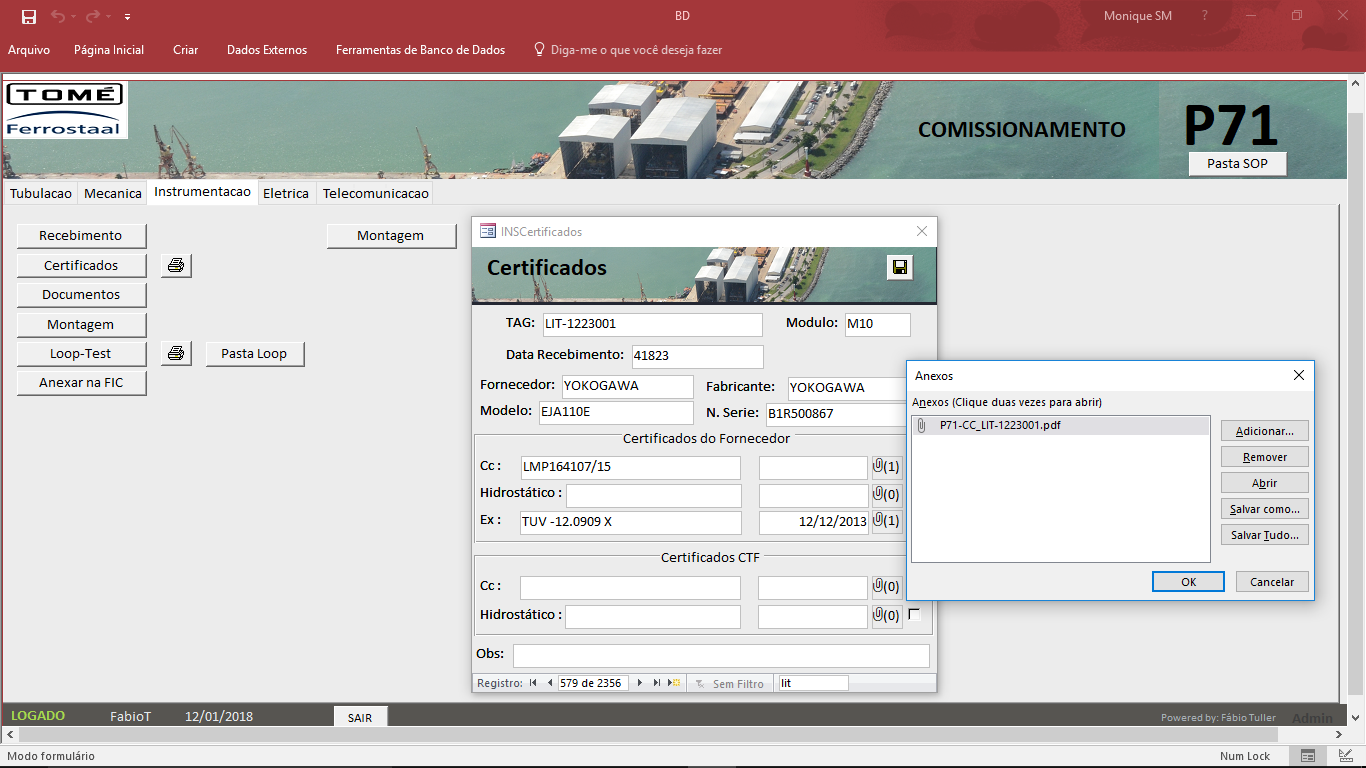 BD
Monique SM
?
Arquivo Página Inicial Criar Dados Externos Ferramentas de Banco de Dados Diga-me o que você deseja fazer
TOMÉ
Ferrostaal
COMISSIONAMENTO
P71
Pasta SOP
Tubulacao Mecanica Instrumentacao Eletrica Telecomunicacao
Recebimento
Montagem
Certificados
Documentos
Montagem
Loop-Test
Pasta Loop
Anexar na FIC
INSCertificados
Certificados
TAG: LIT-1223001 Modulo: M10
Data Recebimento: 41823
Fornecedor: YOKOGAWA Fabricante: YOKOGAWA
Modelo: EJA110E N. Serie: B1R500867
Certificados do Fornecedor
Cc : LMP164107/15 (1)
Hidrostático : (0)
Ex : TUV -12.0909 X 12/12/2013 (1)
Certificados CTF
Cc : (0)
Hidrostático : (0)
Obs:
Registro: 579 de 2356 Sem Filtro lit
Anexos
Anexos (Clique duas vezes para abrir)
P71-CC_LIT-1223001.pdf
Adicionar...
Remover
Abrir
Salvar como...
Salvar Tudo...
OK Cancelar
LOGADO FabioT 12/01/2018 SAIR Powered by: Fábio Tuller Admin
Modo formulário Num Lock